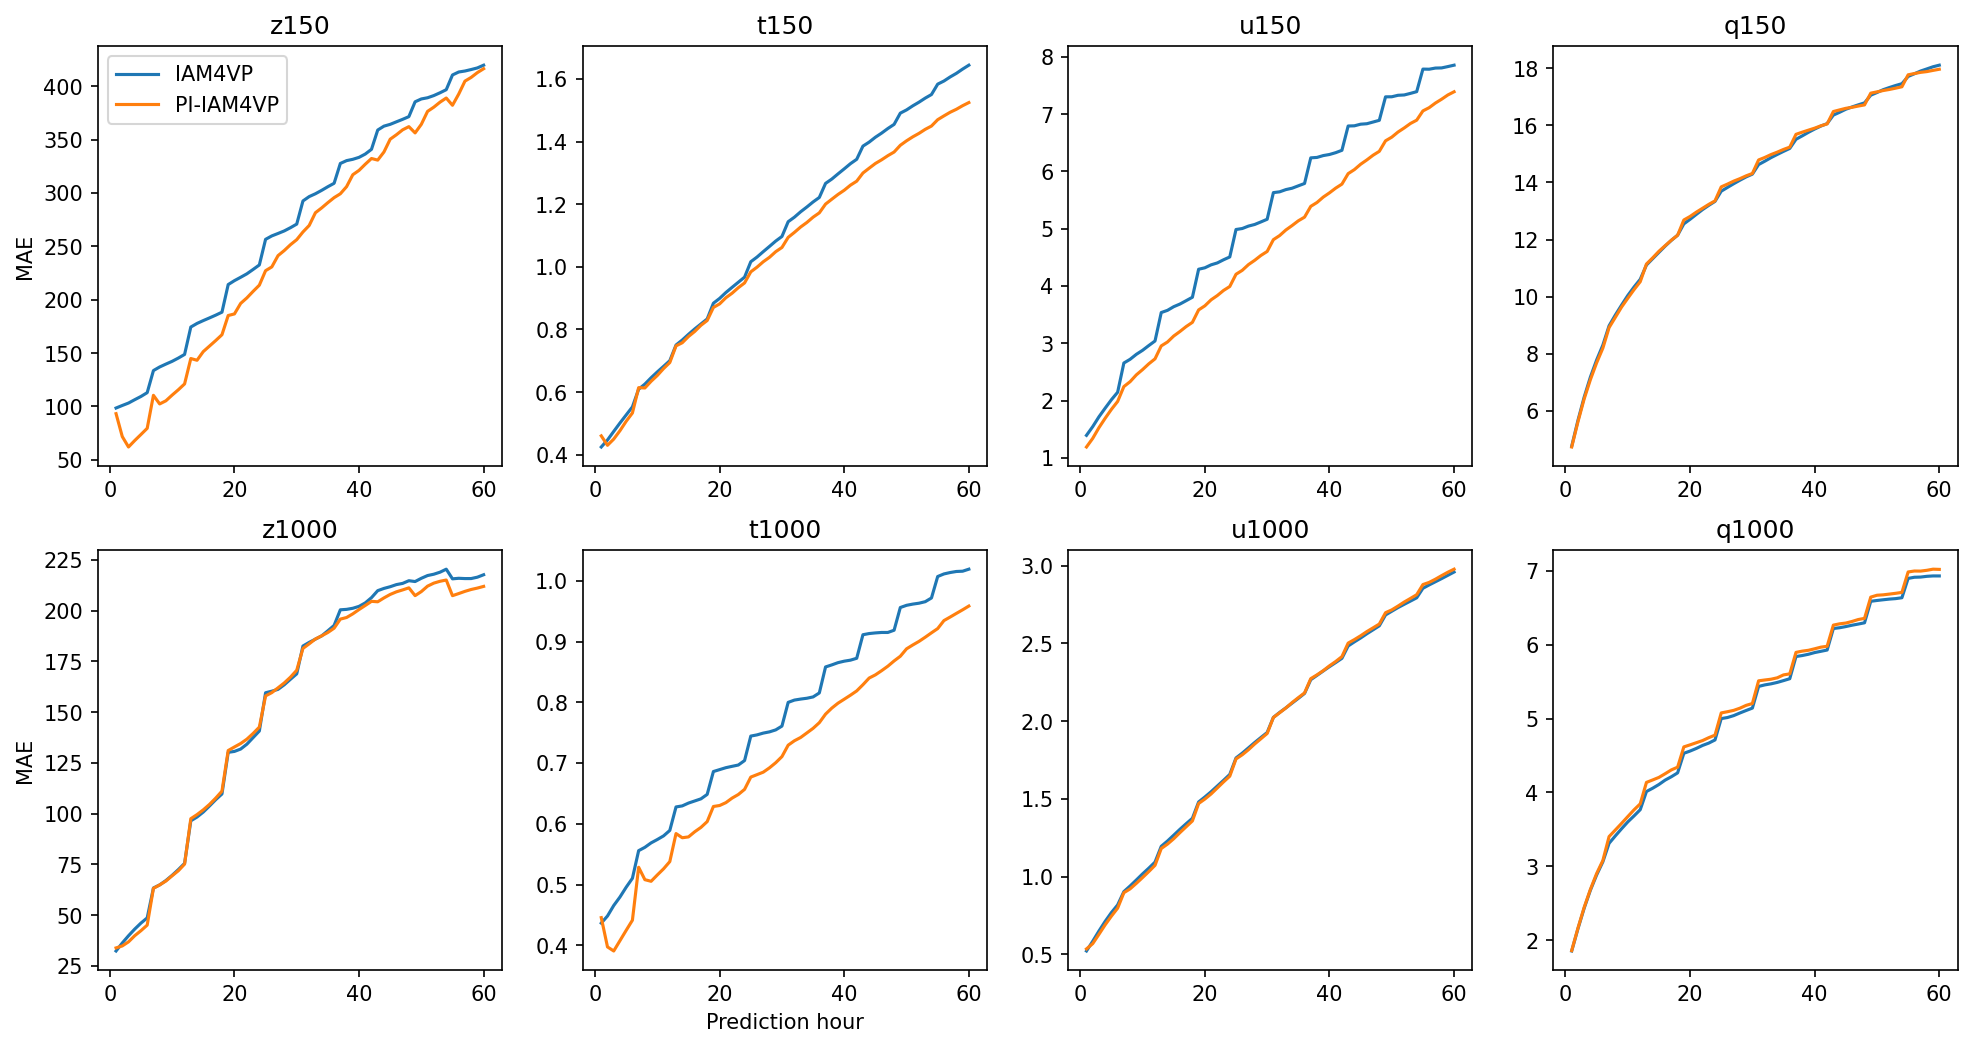 z150
t150
u150
q150
IAM4VP
PI-IAM4VP
MAE
400
350
300
250
200
150
100
50
0 20 40 60
1.6
1.4
1.2
1.0
0.8
0.6
0.4
0 20 40 60
8
7
6
5
4
3
2
1
0 20 40 60
18
16
14
12
10
8
6
0 20 40 60
z1000
t1000
u1000
q1000
MAE
225
200
175
150
125
100
75
50
25
0 20 40 60
1.0
0.9
0.8
0.7
0.6
0.5
0.4
0 20 40 60
Prediction hour
3.0
2.5
2.0
1.5
1.0
0.5
0 20 40 60
7
6
5
4
3
2
0 20 40 60